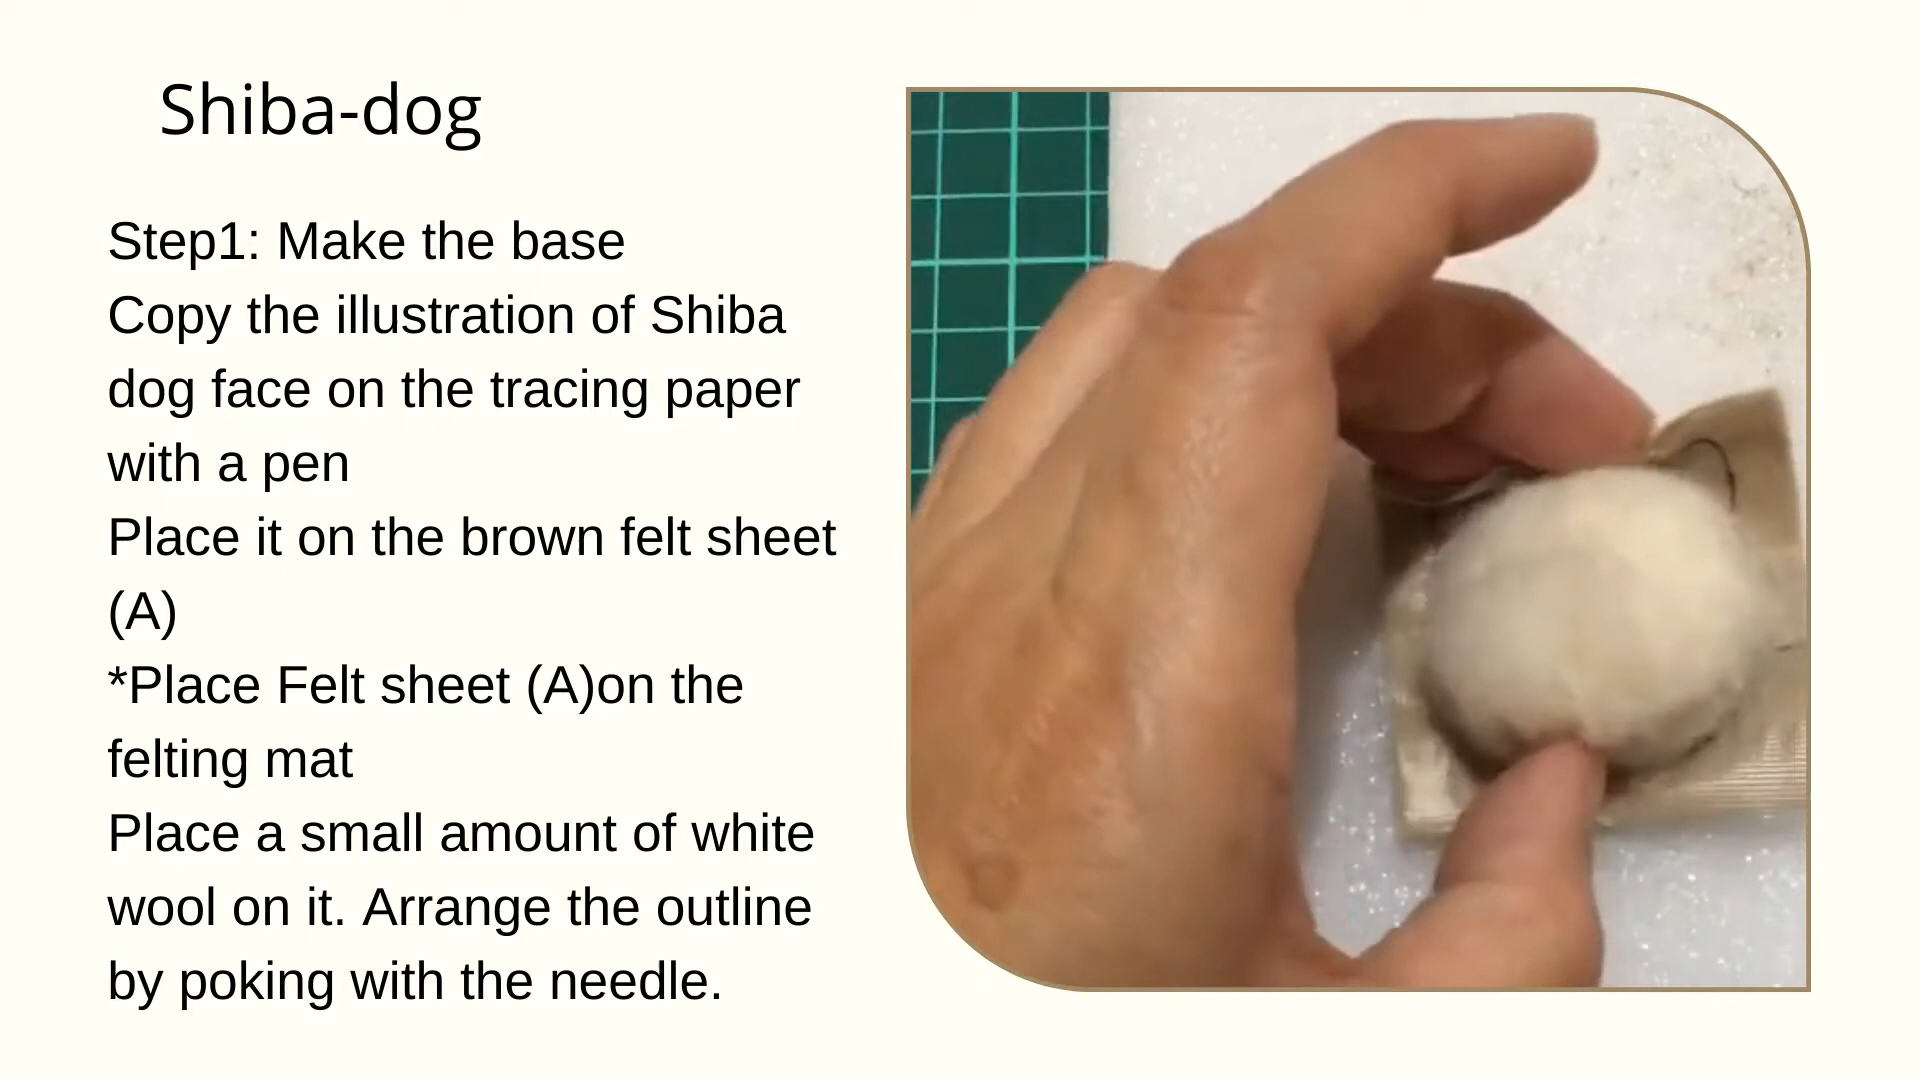 Shiba-dog
Step1: Make the base
Copy the illustration of Shiba
dog face on the tracing paper
with a pen
Place it on the brown felt sheet
(A)
*Place Felt sheet (A)on the
felting mat
Place a small amount of white
wool on it. Arrange the outline
by poking with the needle.